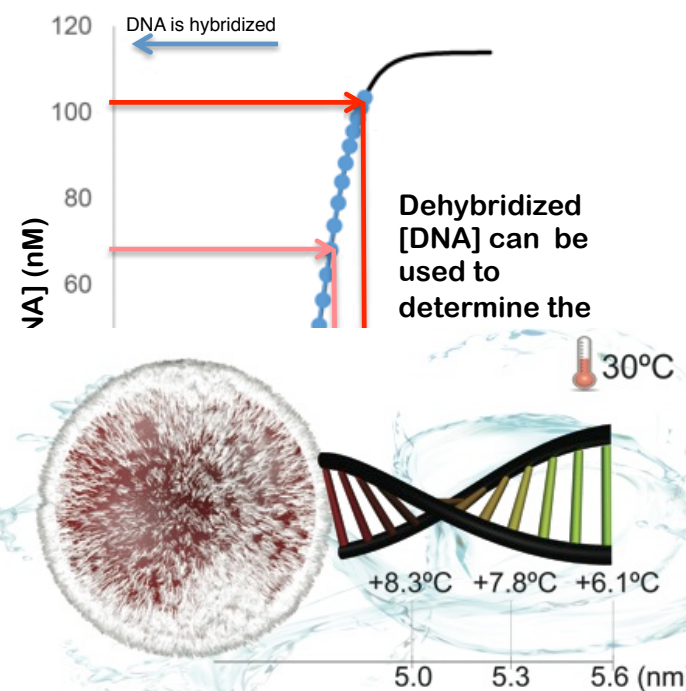 120
DNA is hybridized
100
80
60
NA] (nM)
Dehybridized
[DNA] can be
used to
determine the
30ºC
+8.3ºC +7.8ºC +6.1ºC
5.0 5.3 5.6 (nm